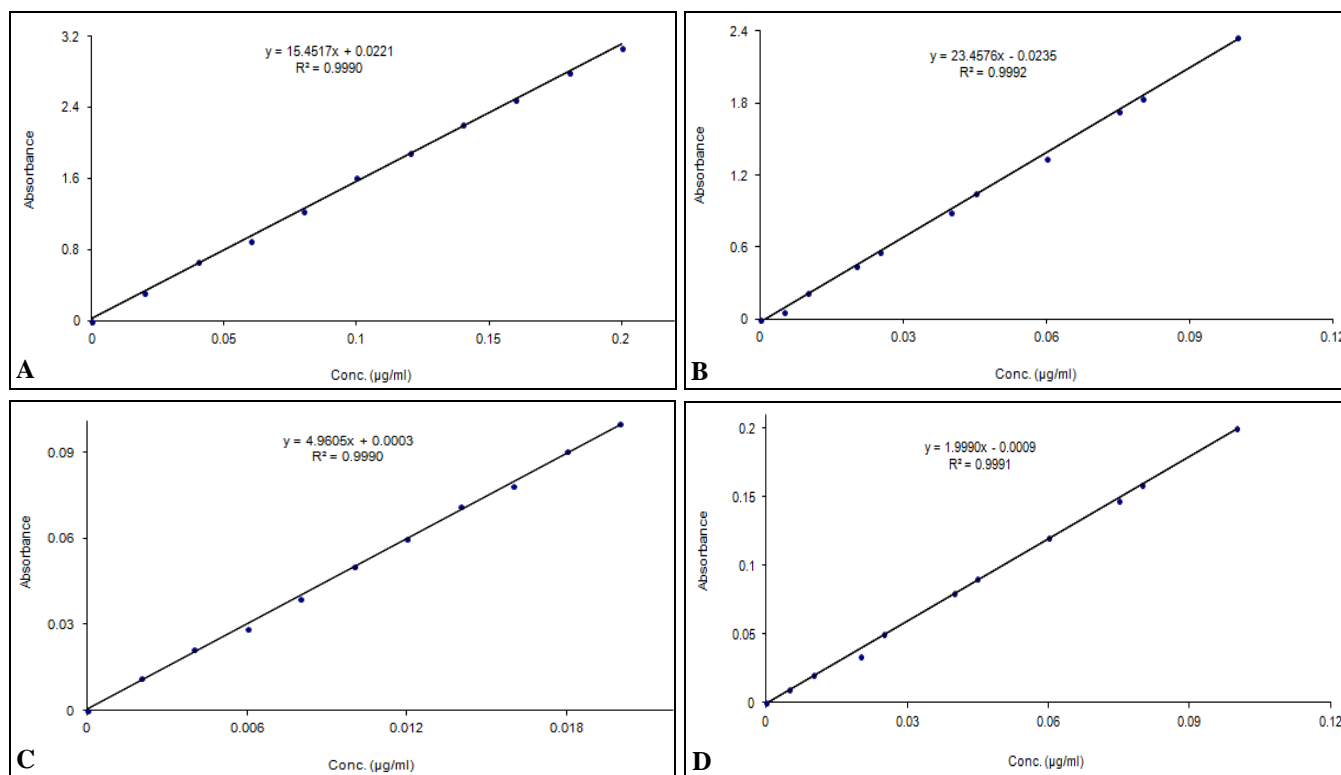 3.2
2.4
1.6
0.8
0
y = 15.4517x + 0.0221
R² = 0.9990
Absorbance
0 0.05 0.1 0.15 0.2
Conc. (µg/ml)
A
2.4
1.8
1.2
0.6
0
y = 23.4576x - 0.0235
R² = 0.9992
Absorbance
0 0.03 0.06 0.09 0.12
Conc. (µg/ml)
B
0.09
0.06
0.03
0
y = 4.9605x + 0.0003
R² = 0.9990
Absorbance
0 0.006 0.012 0.018
Conc. (µg/ml)
C
0.2
0.15
0.1
0.05
0
y = 1.9990x - 0.0009
R² = 0.9991
Absorbance
0 0.03 0.06 0.09 0.12
Conc. (µg/ml)
D